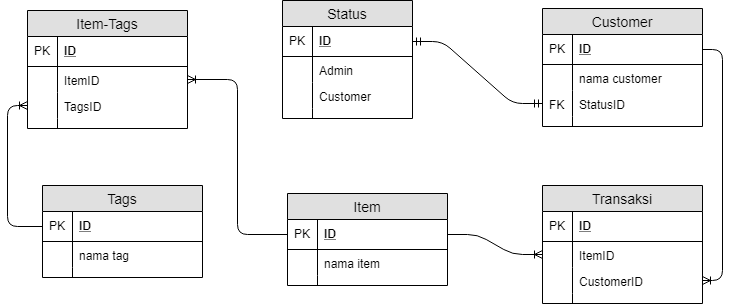 Item-Tags
PK ID
ItemID
TagsID
Status
PK ID
Admin
Customer
Customer
PK ID
nama customer
FK StatusID
Tags
PK ID
nama tag
Item
PK ID
nama item
Transaksi
PK ID
ItemID
CustomerID